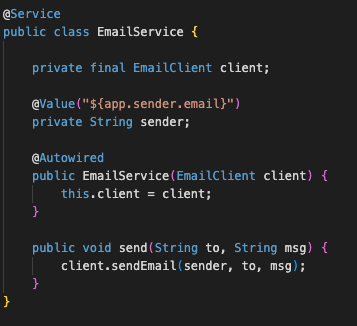 @Service
public class EmailService {
private final EmailClient client;
@Value("${app.sender.email}")
private String sender;
@Autowired
public EmailService(EmailClient client) {
this.client = client;
}
public void send(String to, String msg) {
client.sendEmail(sender, to, msg);
}
}